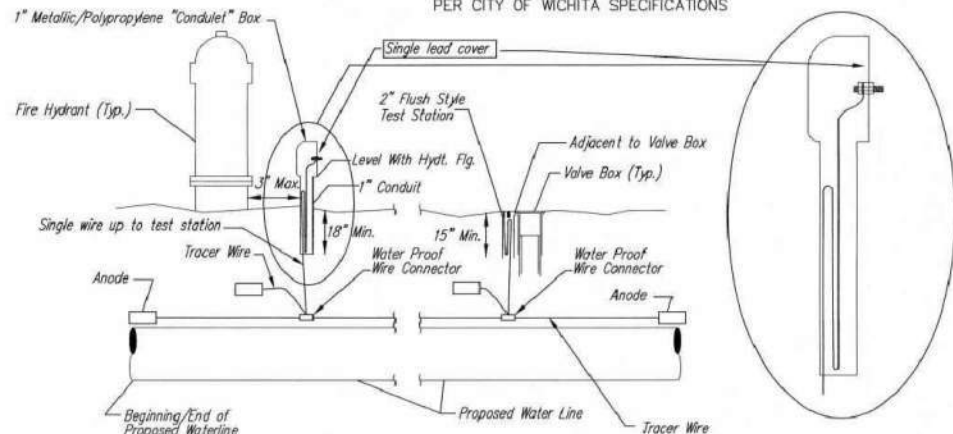 PER CITY OF WICHITA SPECIFICATIONS
1" Metallic/Polypropylene "Condulet" Box
Single lead cover
2" Flush Style
Test Station
Fire Hydrant (Typ.)
Adjacent to Valve Box
Level With Hydt. Flg.
Valve Box (Typ.)
3" Max.
1" Conduit
Single wire up to test station
18" Min.
15" Min.
Tracer Wire
Water Proof
Wire Connector
Water Proof
Wire Connector
Anode
Anode
Beginning/End of
Proposed Waterline
Proposed Water Line
Tracer Wire